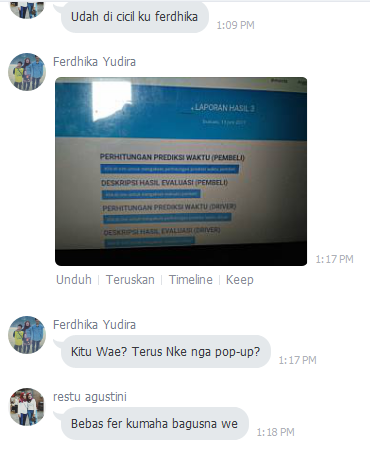 Udah di cicil ku ferdhika
1:09 PM
Ferdhika Yudira
LAPORAN HASIL 2
PERHITUNGAN PREDIKSI WAKTU (PEMBELI)
DESKRIPSI HASIL EVALUASI (PEMBELI)
PERHITUNGAN PREDIKSI WAKTU (DRIVER)
DESKRIPSI HASIL EVALUASI (DRIVER)
1:17 PM
Unduh | Teruskan | Timeline | Keep
Ferdhika Yudira
Kitu Wae? Terus Nke nga pop-up?
1:17 PM
restu agustini
Bebas fer kumaha bagusna we
1:18 PM